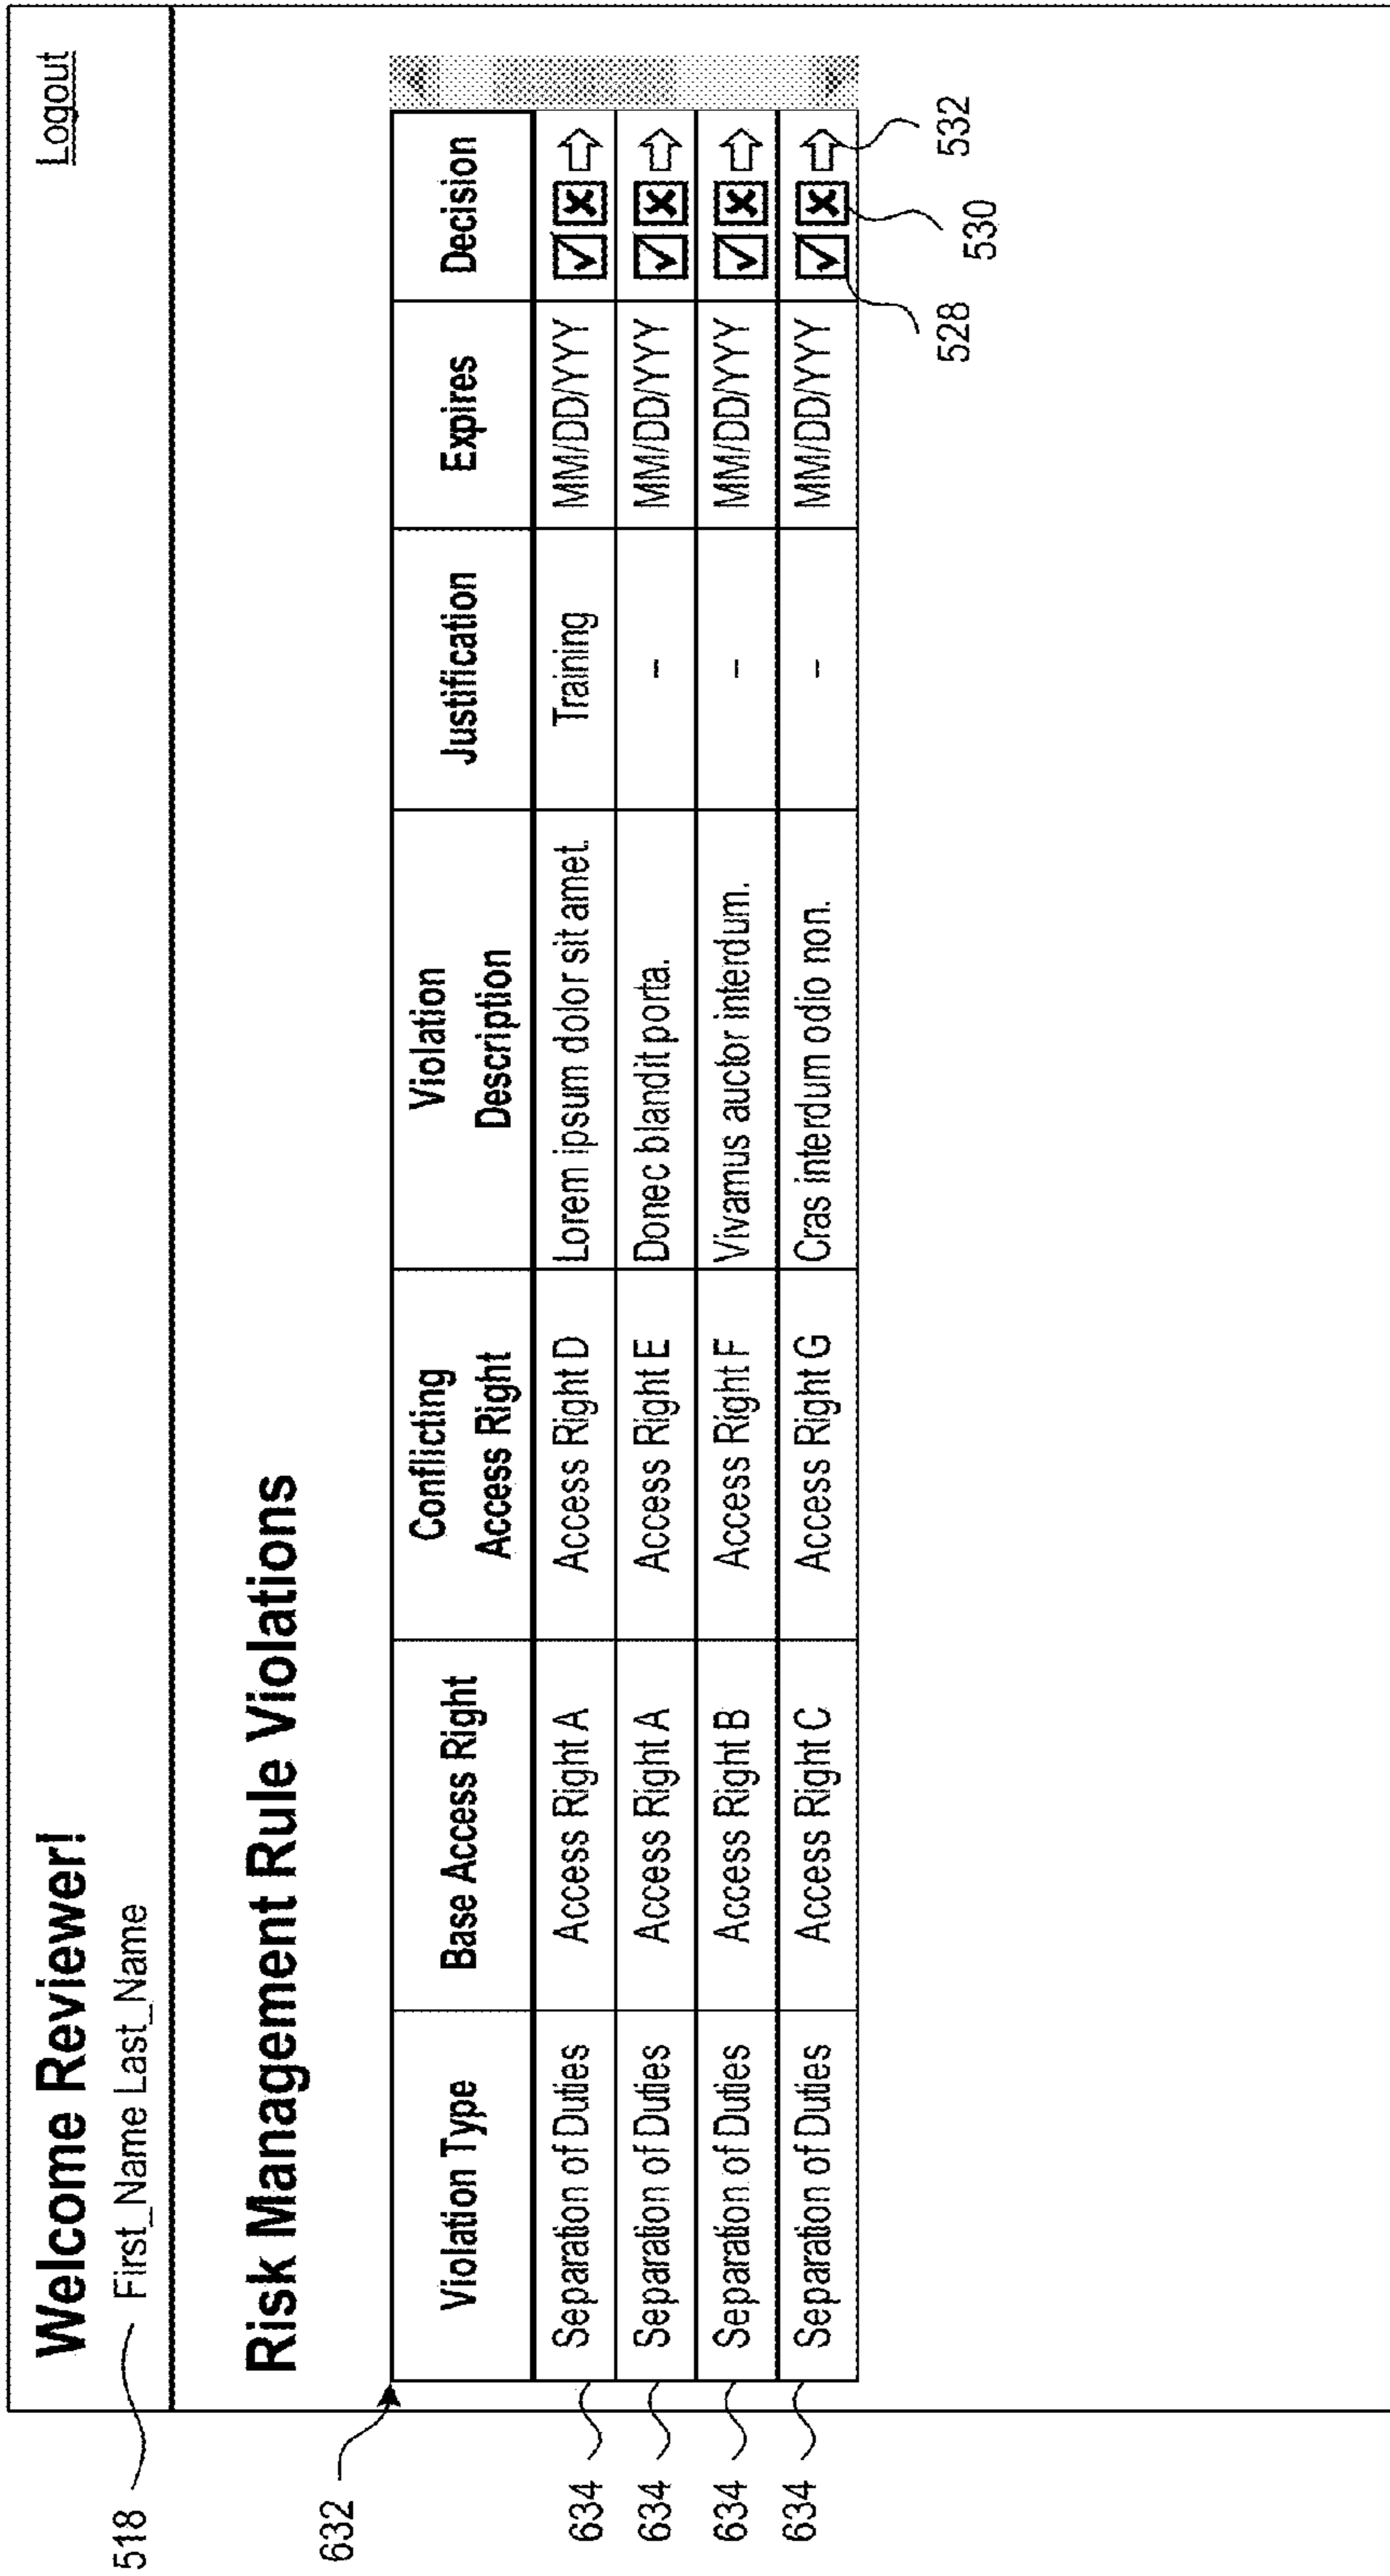 Welcome Reviewer!
Logout
518
First_Name Last_Name
Risk Management Rule Violations
632
Violation Type
Base Access Right
Conflicting
Access Right
Violation
Description
Justification
Expires
Decision
634
Separation of Duties
Access Right A
Access Right D
Lorem ipsum dolor sit amet.
Training
MM/DD/YYY
634
Separation of Duties
Access Right A
Access Right E
Donec blandit porta.
-
MM/DD/YYY
634
Separation of Duties
Access Right B
Access Right F
Vivamus auctor interdum.
-
MM/DD/YYY
634
Separation of Duties
Access Right C
Access Right G
Cras interdum odio non.
-
MM/DD/YYY
528
530
532